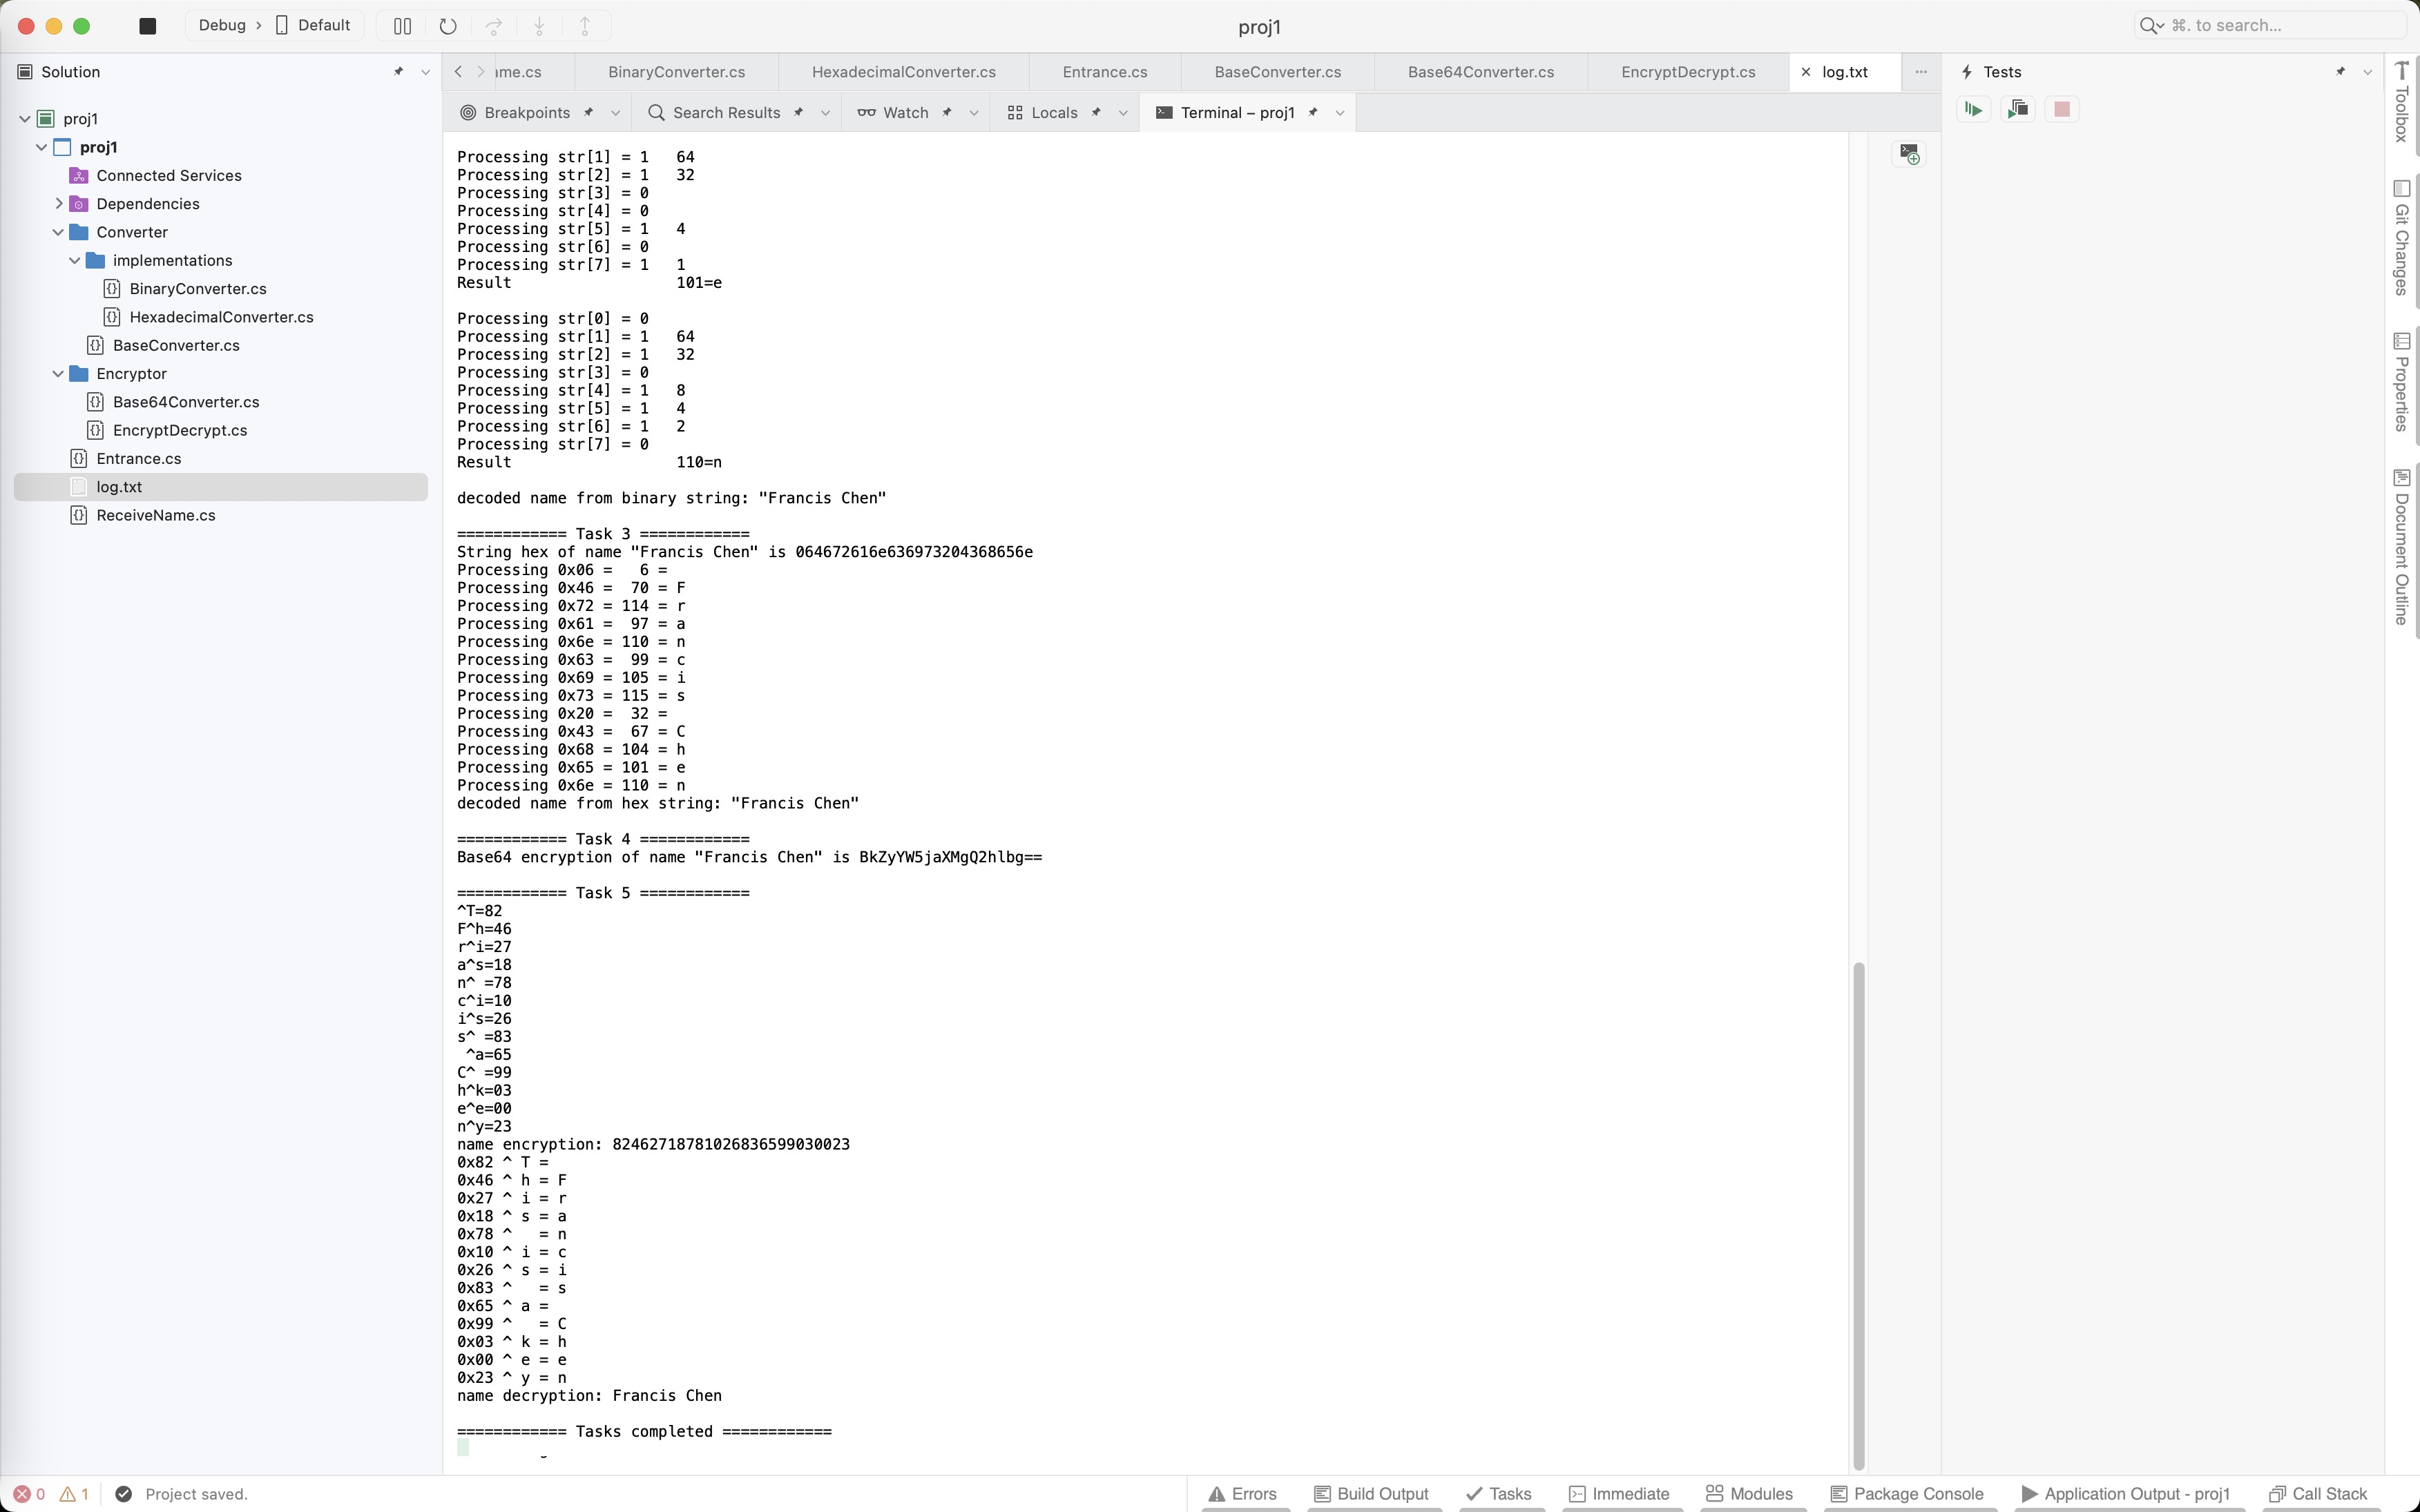 Debug › Default
proj1
⌘. to search...
Solution
me.cs
BinaryConverter.cs
HexadecimalConverter.cs
Entrance.cs
BaseConverter.cs
Base64Converter.cs
EncryptDecrypt.cs
log.txt
Tests
Breakpoints
Search Results
Watch
Locals
Terminal – proj1
proj1
proj1
Connected Services
Dependencies
Converter
implementations
BinaryConverter.cs
HexadecimalConverter.cs
BaseConverter.cs
Encryptor
Base64Converter.cs
EncryptDecrypt.cs
Entrance.cs
log.txt
ReceiveName.cs
Processing str[1] = 1   64
Processing str[2] = 1   32
Processing str[3] = 0
Processing str[4] = 0
Processing str[5] = 1   4
Processing str[6] = 0
Processing str[7] = 1   1
Result                  101=e
Processing str[0] = 0
Processing str[1] = 1   64
Processing str[2] = 1   32
Processing str[3] = 0
Processing str[4] = 1   8
Processing str[5] = 1   4
Processing str[6] = 1   2
Processing str[7] = 0
Result                  110=n
decoded name from binary string: "Francis Chen"
============ Task 3 ============
String hex of name "Francis Chen" is 064672616e636973204368656e
Processing 0x06 =   6 =
Processing 0x46 =  70 = F
Processing 0x72 = 114 = r
Processing 0x61 =  97 = a
Processing 0x6e = 110 = n
Processing 0x63 =  99 = c
Processing 0x69 = 105 = i
Processing 0x73 = 115 = s
Processing 0x20 =  32 =
Processing 0x43 =  67 = C
Processing 0x68 = 104 = h
Processing 0x65 = 101 = e
Processing 0x6e = 110 = n
decoded name from hex string: "Francis Chen"
============ Task 4 ============
Base64 encryption of name "Francis Chen" is BkZyYW5jaXMgQ2hlbg==
============ Task 5 ============
^T=82
F^h=46
r^i=27
a^s=18
n^ =78
c^i=10
i^s=26
s^ =83
 ^a=65
C^ =99
h^k=03
e^e=00
n^y=23
name encryption: 82462718781026836599030023
0x82 ^ T =
0x46 ^ h = F
0x27 ^ i = r
0x18 ^ s = a
0x78 ^   = n
0x10 ^ i = c
0x26 ^ s = i
0x83 ^   = s
0x65 ^ a =
0x99 ^   = C
0x03 ^ k = h
0x00 ^ e = e
0x23 ^ y = n
name decryption: Francis Chen
============ Tasks completed ============
Toolbox
Git Changes
Properties
Document Outline
0
1
Project saved.
Errors
Build Output
Tasks
Immediate
Modules
Package Console
Application Output - proj1
Call Stack